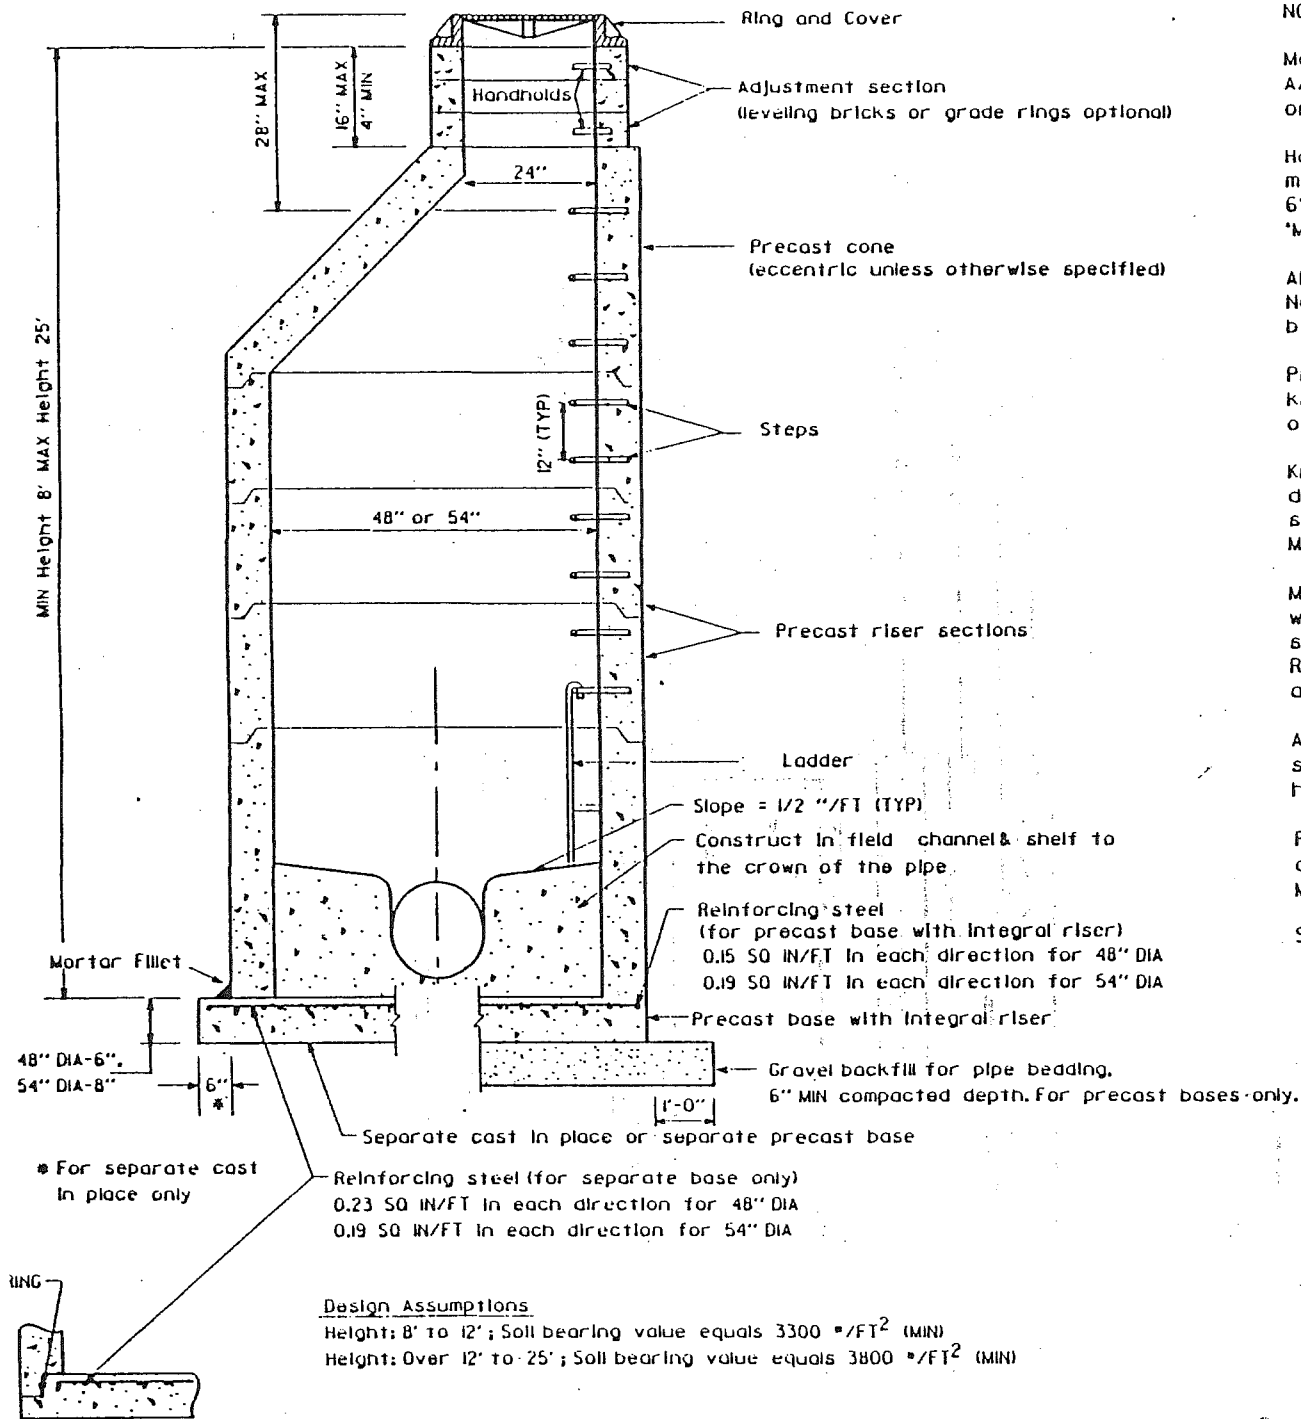 Ring and Cover
Adjustment section
(leveling bricks or grade rings optional)
28" MAX
16" MAX
4" MIN
Handholds
24"
Precast cone
(eccentric unless otherwise specified)
MIN Height 8' MAX Height 25'
12" (TYP)
Steps
48" or 54"
Precast riser sections
Ladder
Slope = 1/2 "/FT (TYP)
Construct in field channel & shelf to
the crown of the pipe
Reinforcing steel
(for precast base with integral riser)
0.15 SQ IN/FT in each direction for 48" DIA
0.19 SQ IN/FT in each direction for 54" DIA
Mortar Fillet
Precast base with integral riser
48" DIA-6",
54" DIA-8"
6"
*
Gravel backfill for pipe bedding.
6" MIN compacted depth. For precast bases only.
1'-0"
Separate cast in place or separate precast base
* For separate cast
in place only
Reinforcing steel (for separate base only)
0.23 SQ IN/FT in each direction for 48" DIA
0.19 SQ IN/FT in each direction for 54" DIA
Design Assumptions
Height: 8' to 12'; Soil bearing value equals 3300 #/FT² (MIN)
Height: Over 12' to 25'; Soil bearing value equals 3800 #/FT² (MIN)